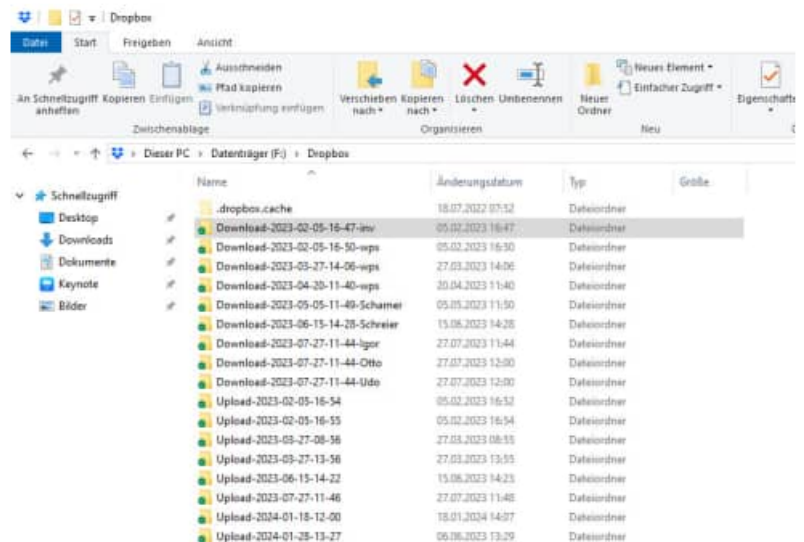 Dropbox
Datei Start Freigeben Ansicht
An Schnellzugriff anheften
Kopieren
Einfügen
Ausschneiden
Pfad kopieren
Verknüpfung einfügen
Zwischenablage
Verschieben nach
Kopieren nach
Löschen
Umbenennen
Organisieren
Neuer Ordner
Neues Element
Einfacher Zugriff
Neu
Eigenschafte
Dieser PC › Datenträger (F:) › Dropbox
Schnellzugriff
Desktop
Downloads
Dokumente
Keynote
Bilder
Name Änderungsdatum Typ Größe
.dropbox.cache 18.07.2022 07:52 Dateiordner
Download-2023-02-05-16-47-inv 05.02.2023 16:47 Dateiordner
Download-2023-02-05-16-50-wps 05.02.2023 16:50 Dateiordner
Download-2023-03-27-14-06-wps 27.03.2023 14:06 Dateiordner
Download-2023-04-20-11-40-wps 20.04.2023 11:40 Dateiordner
Download-2023-05-05-11-49-Schamer 05.05.2023 11:50 Dateiordner
Download-2023-06-15-14-28-Schreier 15.06.2023 14:28 Dateiordner
Download-2023-07-27-11-44-Igor 27.07.2023 11:44 Dateiordner
Download-2023-07-27-11-44-Otto 27.07.2023 12:00 Dateiordner
Download-2023-07-27-11-44-Udo 27.07.2023 12:00 Dateiordner
Upload-2023-02-05-16-54 05.02.2023 16:52 Dateiordner
Upload-2023-02-05-16-55 05.02.2023 16:54 Dateiordner
Upload-2023-03-27-08-56 27.03.2023 08:55 Dateiordner
Upload-2023-03-27-13-56 27.03.2023 13:55 Dateiordner
Upload-2023-06-15-14-22 15.06.2023 14:23 Dateiordner
Upload-2023-07-27-11-46 27.07.2023 11:48 Dateiordner
Upload-2024-01-18-12-00 18.01.2024 14:07 Dateiordner
Upload-2024-01-28-13-27 06.06.2023 13:29 Dateiordner